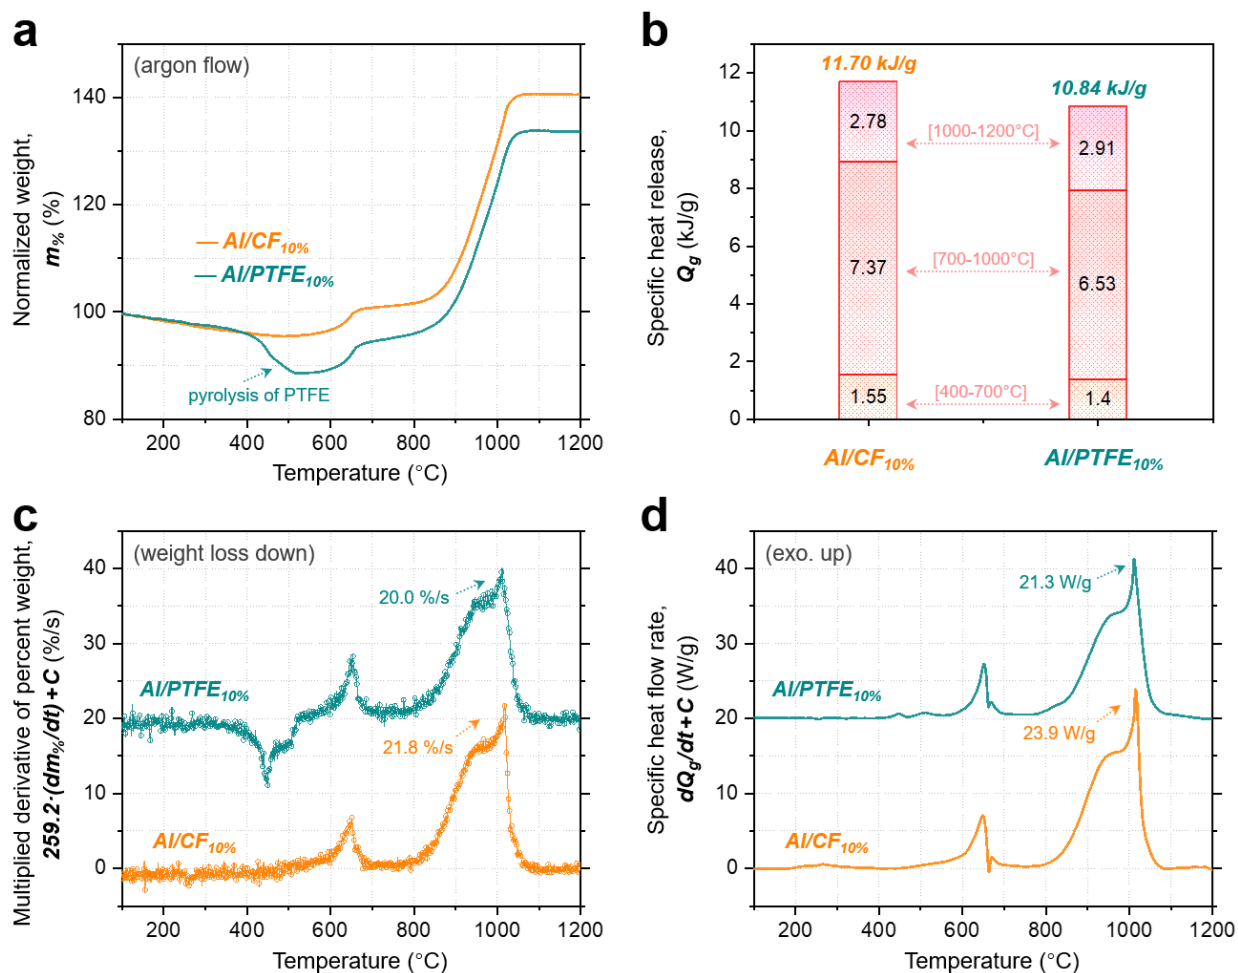 a
(argon flow)
Normalized weight,
m% (%)
140
120
100
80
Al/CF10%
Al/PTFE10%
pyrolysis of PTFE
200 400 600 800 1000 1200
Temperature (°C)
b
Specific heat release,
Qg (kJ/g)
12
10
8
6
4
2
0
11.70 kJ/g
10.84 kJ/g
2.78
[1000-1200°C]
2.91
7.37
[700-1000°C]
6.53
1.55
[400-700°C]
1.4
Al/CF10%
Al/PTFE10%
c
(weight loss down)
Multiplied derivative of percent weight,
259.2·(dm%/dt)+C (%/s)
40
30
20
10
0
20.0 %/s
Al/PTFE10%
21.8 %/s
Al/CF10%
200 400 600 800 1000 1200
Temperature (°C)
d
(exo. up)
Specific heat flow rate,
dQg/dt+C (W/g)
40
30
20
10
0
21.3 W/g
Al/PTFE10%
23.9 W/g
Al/CF10%
200 400 600 800 1000 1200
Temperature (°C)